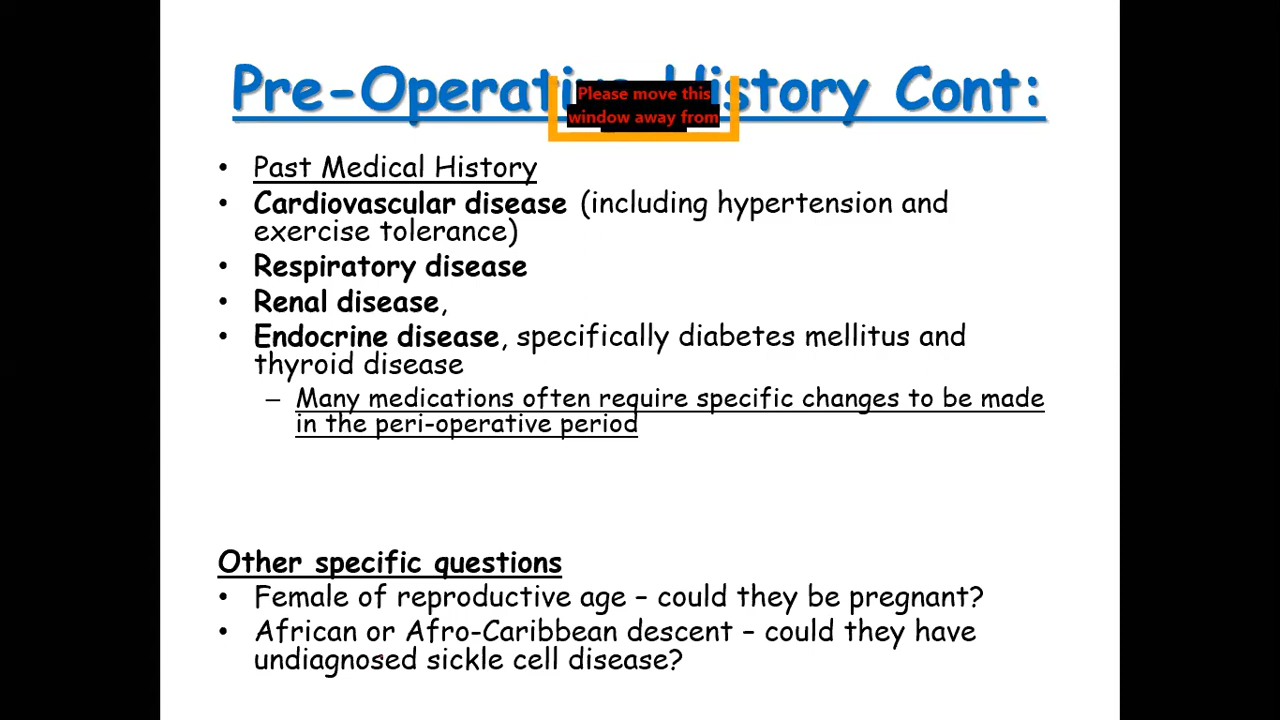 Pre-Operative History Cont:
Please move this
window away from
• Past Medical History
• Cardiovascular disease (including hypertension and
exercise tolerance)
• Respiratory disease
• Renal disease,
• Endocrine disease, specifically diabetes mellitus and
thyroid disease
– Many medications often require specific changes to be made
in the peri-operative period
Other specific questions
• Female of reproductive age – could they be pregnant?
• African or Afro-Caribbean descent – could they have
undiagnosed sickle cell disease?